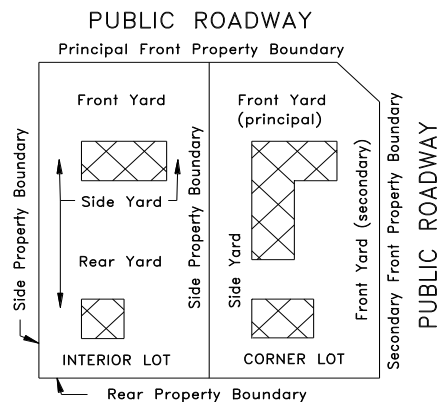 PUBLIC ROADWAY
Principal Front Property Boundary
Front Yard
Front Yard
(principal)
Side Property Boundary
Side Yard
Side Property Boundary
Rear Yard
Side Yard
Front Yard (secondary)
Secondary Front Property Boundary
PUBLIC ROADWAY
INTERIOR LOT
CORNER LOT
Rear Property Boundary